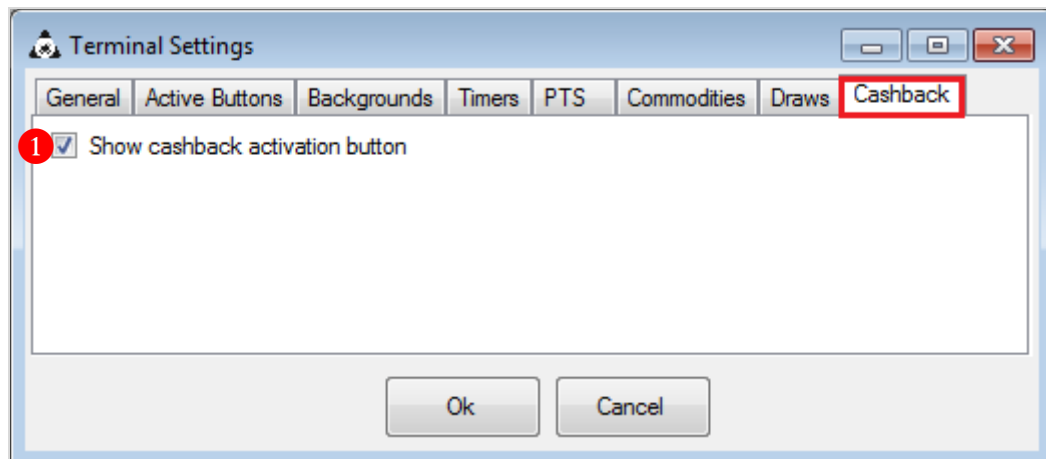 Terminal Settings
General Active Buttons Backgrounds Timers PTS Commodities Draws Cashback
1 Show cashback activation button
Ok Cancel